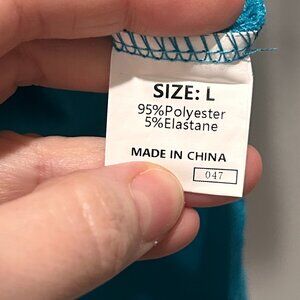 SIZE: L
95%Polyester
5%Elastane
MADE IN CHINA
047